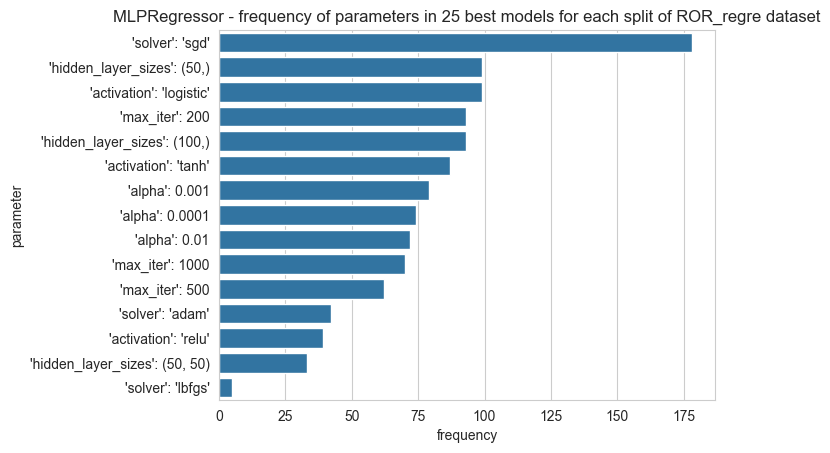 MLPRegressor - frequency of parameters in 25 best models for each split of ROR_regre dataset
parameter
'solver': 'sgd'
'hidden_layer_sizes': (50,)
'activation': 'logistic'
'max_iter': 200
'hidden_layer_sizes': (100,)
'activation': 'tanh'
'alpha': 0.001
'alpha': 0.0001
'alpha': 0.01
'max_iter': 1000
'max_iter': 500
'solver': 'adam'
'activation': 'relu'
'hidden_layer_sizes': (50, 50)
'solver': 'lbfgs'
0 25 50 75 100 125 150 175
frequency